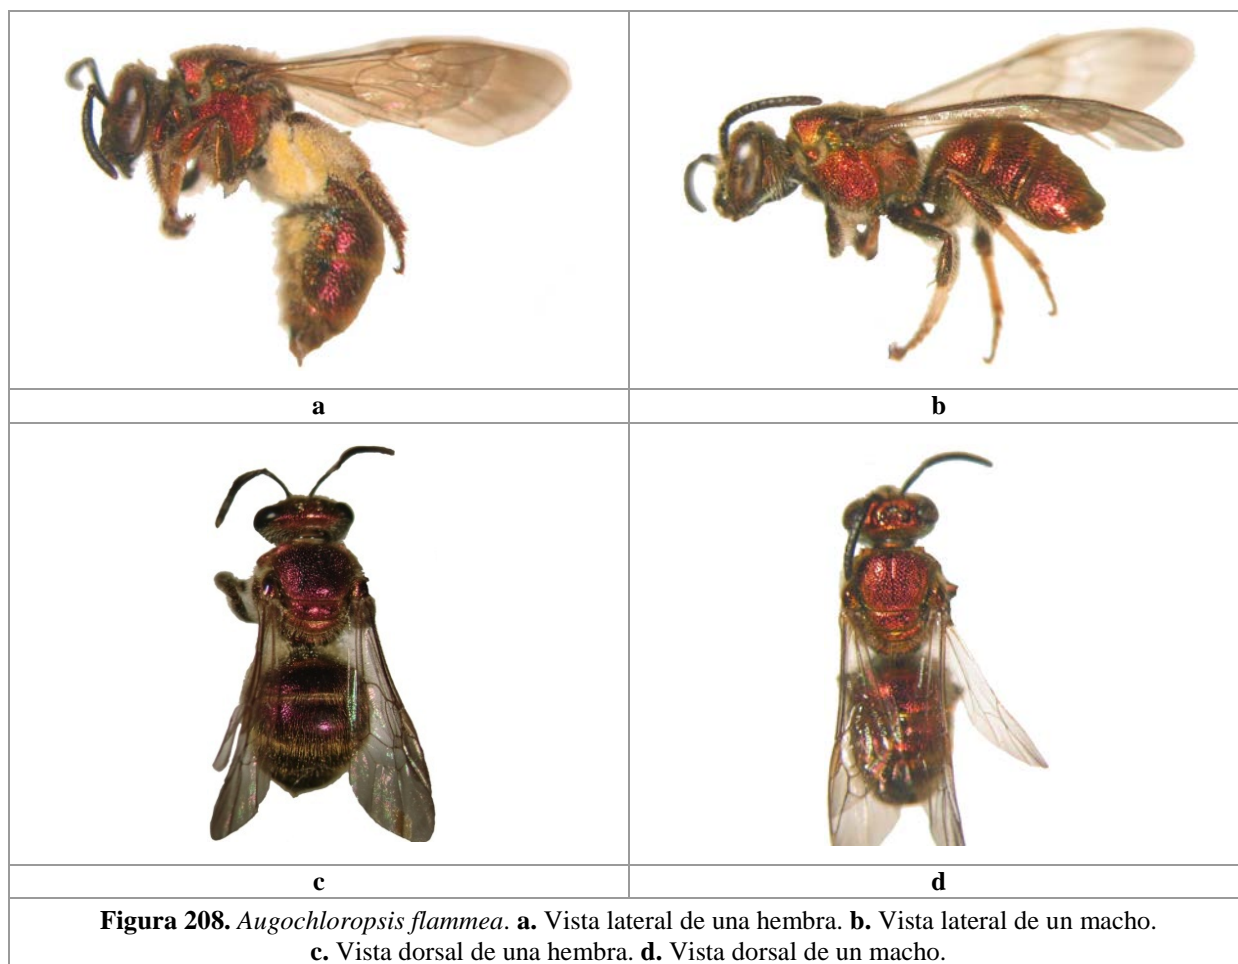 a
b
c
d
Figura 208. Augochloropsis flammea. a. Vista lateral de una hembra. b. Vista lateral de un macho.
c. Vista dorsal de una hembra. d. Vista dorsal de un macho.